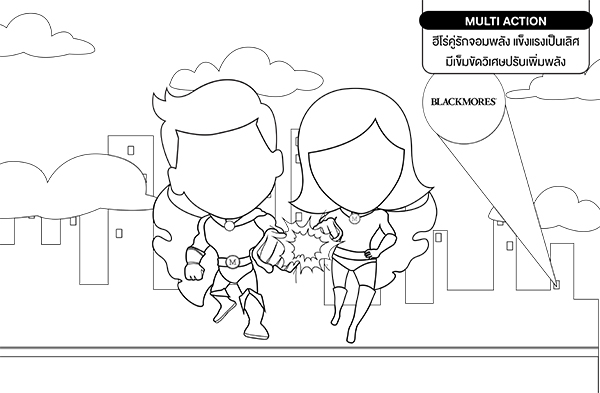 MULTI ACTION
ฮีโร่คู่รักจอมพลัง แข็งแรงเป็นเลิศ
มีเข็มขัดวิเศษปรับเพิ่มพลัง
BLACKMORES
M
M